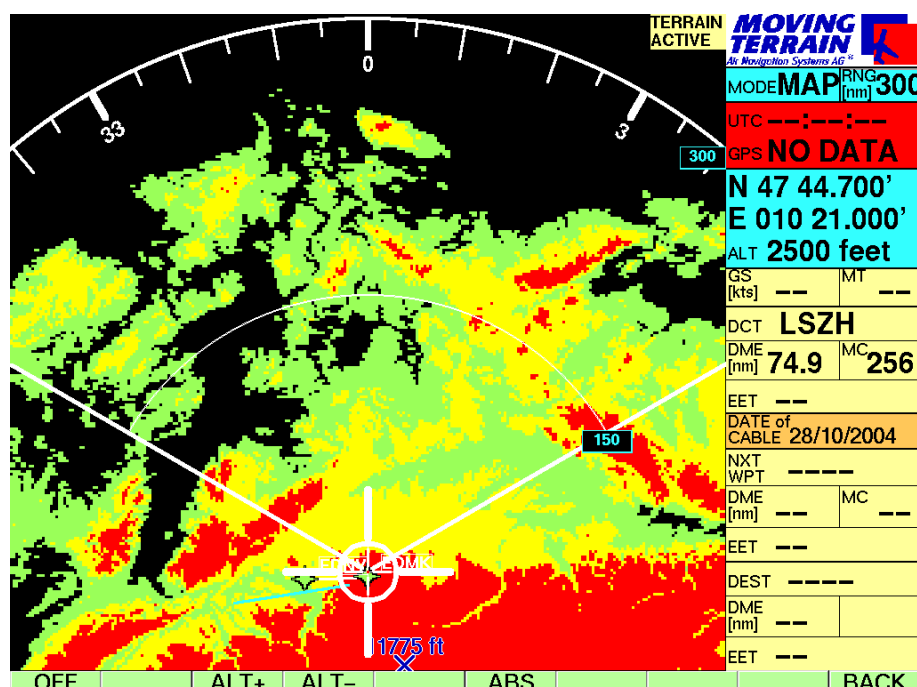 TERRAIN
ACTIVE
MOVING
TERRAIN
Air Navigation Systems AG ®
MODE MAP RNG [nm] 300
UTC --:--:--
GPS NO DATA
N 47 44.700'
E 010 21.000'
ALT 2500 feet
GS [kts] -- MT --
DCT LSZH
DME [nm] 74.9 MC 256
EET --
DATE of
CABLE 28/10/2004
NXT
WPT ----
DME [nm] -- MC --
EET --
DEST ----
DME [nm] --
EET --
0
33
3
300
150
EDMK
11775 ft
OFF ALT+ ALT- ABS BACK